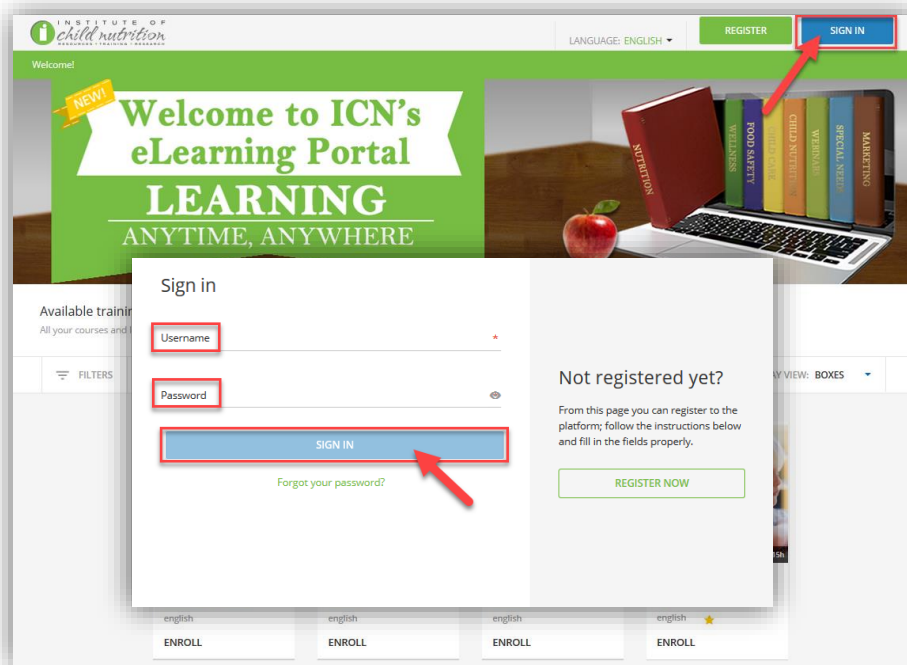 INSTITUTE OF
child nutrition
RESOURCES • TRAINING • RESEARCH
LANGUAGE: ENGLISH
REGISTER
SIGN IN
Welcome!
NEW!
Welcome to ICN's
eLearning Portal
LEARNING
ANYTIME, ANYWHERE
NUTRITION
WELLNESS
FOOD SAFETY
CHILD CARE
CHILD NUTRITION
WEBINARS
SPECIAL NEEDS
MARKETING
Available
All your courses and
FILTERS
VIEW: BOXES
Sign in
Username *
Password
SIGN IN
Forgot your password?
Not registered yet?
From this page you can register to the
platform; follow the instructions below
and fill in the fields properly.
REGISTER NOW
english english english english
ENROLL ENROLL ENROLL ENROLL